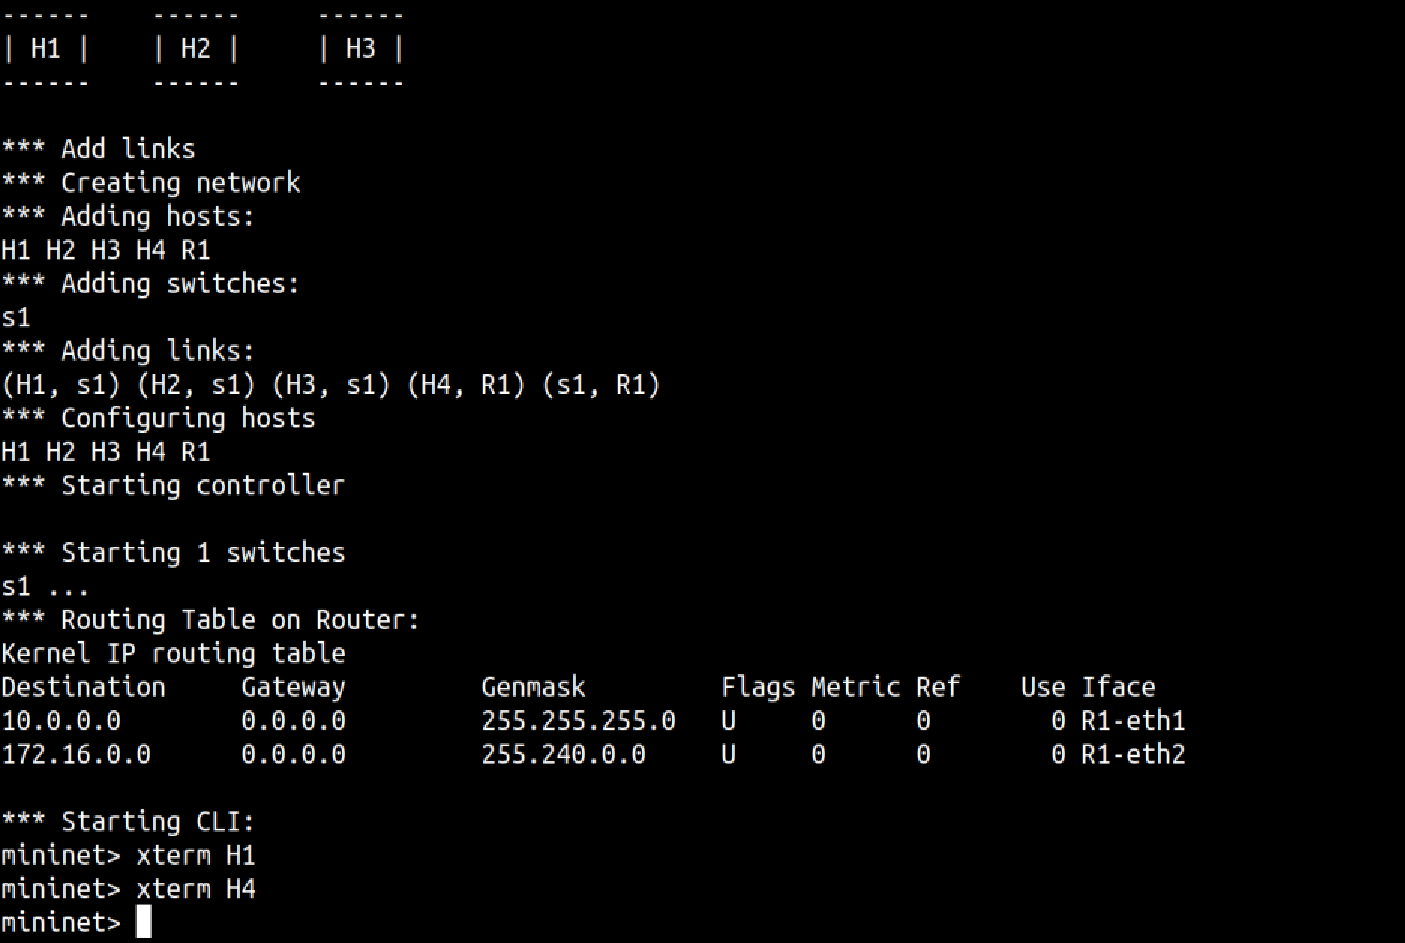 ------    ------     ------
| H1 |    | H2 |     | H3 |
------    ------     ------
*** Add links
*** Creating network
*** Adding hosts:
H1 H2 H3 H4 R1
*** Adding switches:
s1
*** Adding links:
(H1, s1) (H2, s1) (H3, s1) (H4, R1) (s1, R1)
*** Configuring hosts
H1 H2 H3 H4 R1
*** Starting controller
*** Starting 1 switches
s1 ...
*** Routing Table on Router:
Kernel IP routing table
Destination     Gateway         Genmask         Flags Metric Ref    Use Iface
10.0.0.0        0.0.0.0         255.255.255.0   U     0      0        0 R1-eth1
172.16.0.0      0.0.0.0         255.240.0.0     U     0      0        0 R1-eth2
*** Starting CLI:
mininet> xterm H1
mininet> xterm H4
mininet>